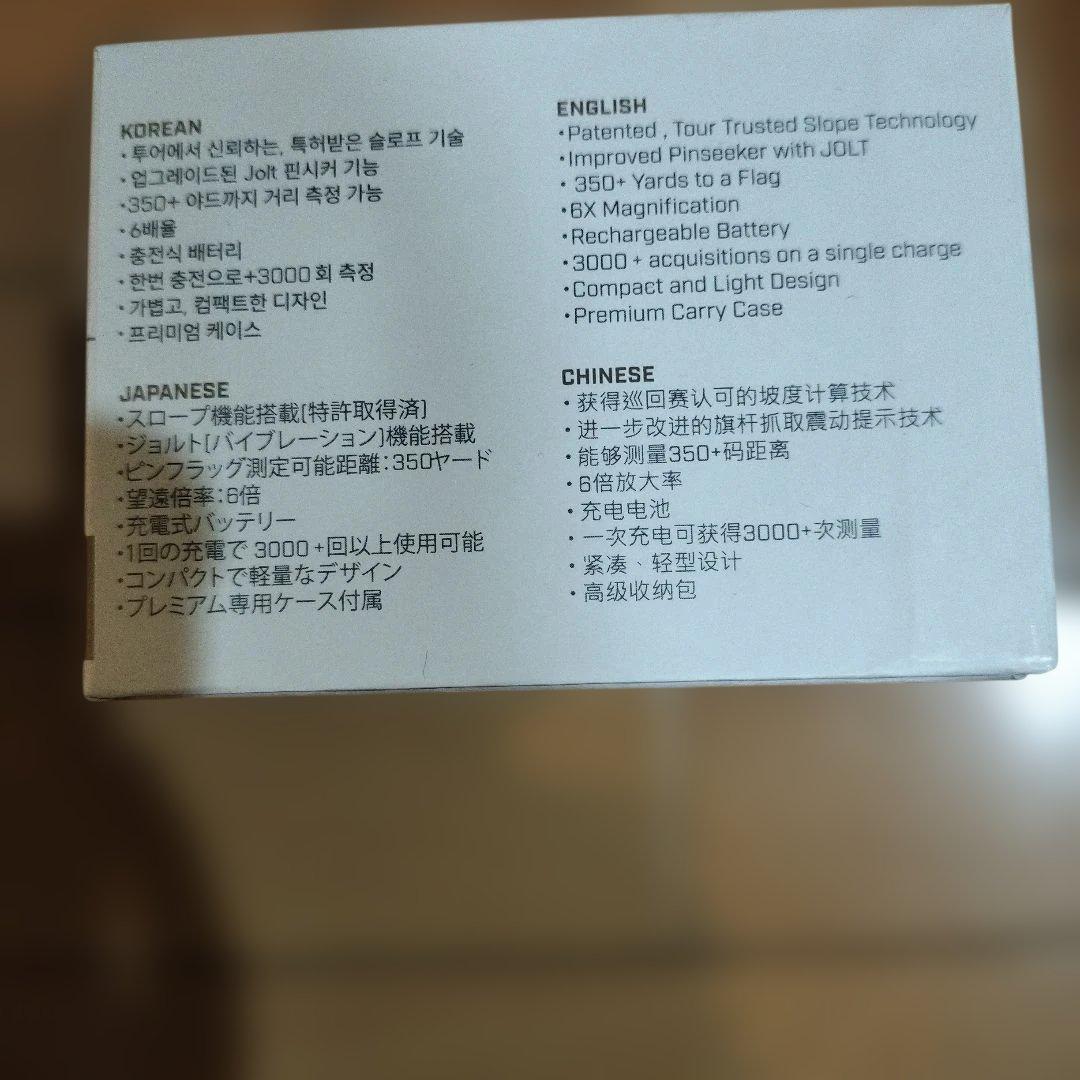 KOREAN
• 투어에서 신뢰하는, 특허받은 슬로프 기술
• 업그레이드된 Jolt 핀시커 기능
•350+ 야드까지 거리 측정 가능
• 6배율
• 충전식 배터리
• 한번 충전으로+3000 회 측정
• 가볍고, 컴팩트한 디자인
• 프리미엄 케이스
ENGLISH
•Patented , Tour Trusted Slope Technology
•Improved Pinseeker with JOLT
• 350+ Yards to a Flag
•6X Magnification
•Rechargeable Battery
•3000 + acquisitions on a single charge
•Compact and Light Design
•Premium Carry Case
JAPANESE
•スロープ機能搭載[特許取得済]
•ジョルト[バイブレーション]機能搭載
•ピンフラッグ測定可能距離:350ヤード
•望遠倍率:6倍
•充電式バッテリー
•1回の充電で 3000 +回以上使用可能
•コンパクトで軽量なデザイン
•プレミアム専用ケース付属
CHINESE
• 获得巡回赛认可的坡度计算技术
• 进一步改进的旗杆抓取震动提示技术
• 能够测量350+码距离
• 6倍放大率
• 充电电池
• 一次充电可获得3000+次测量
• 紧凑、轻型设计
• 高级收纳包